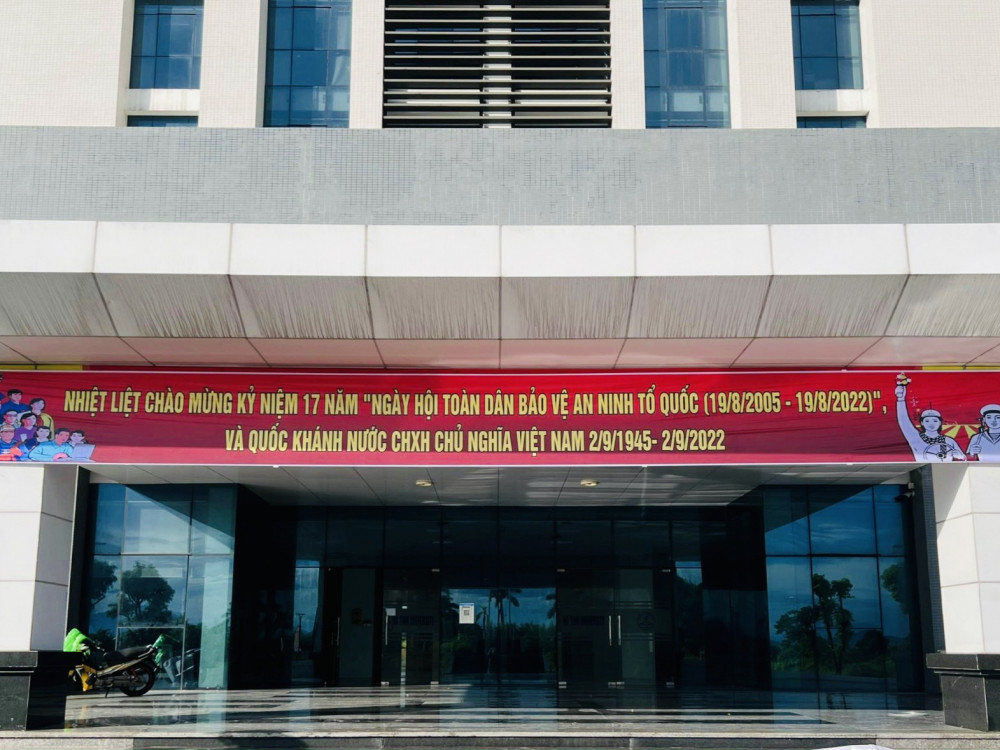 NHIỆT LIỆT CHÀO MỪNG KỶ NIỆM 17 NĂM "NGÀY HỘI TOÀN DÂN BẢO VỆ AN NINH TỔ QUỐC (19/8/2005 - 19/8/2022)",
VÀ QUỐC KHÁNH NƯỚC CHXH CHỦ NGHĨA VIỆT NAM 2/9/1945- 2/9/2022